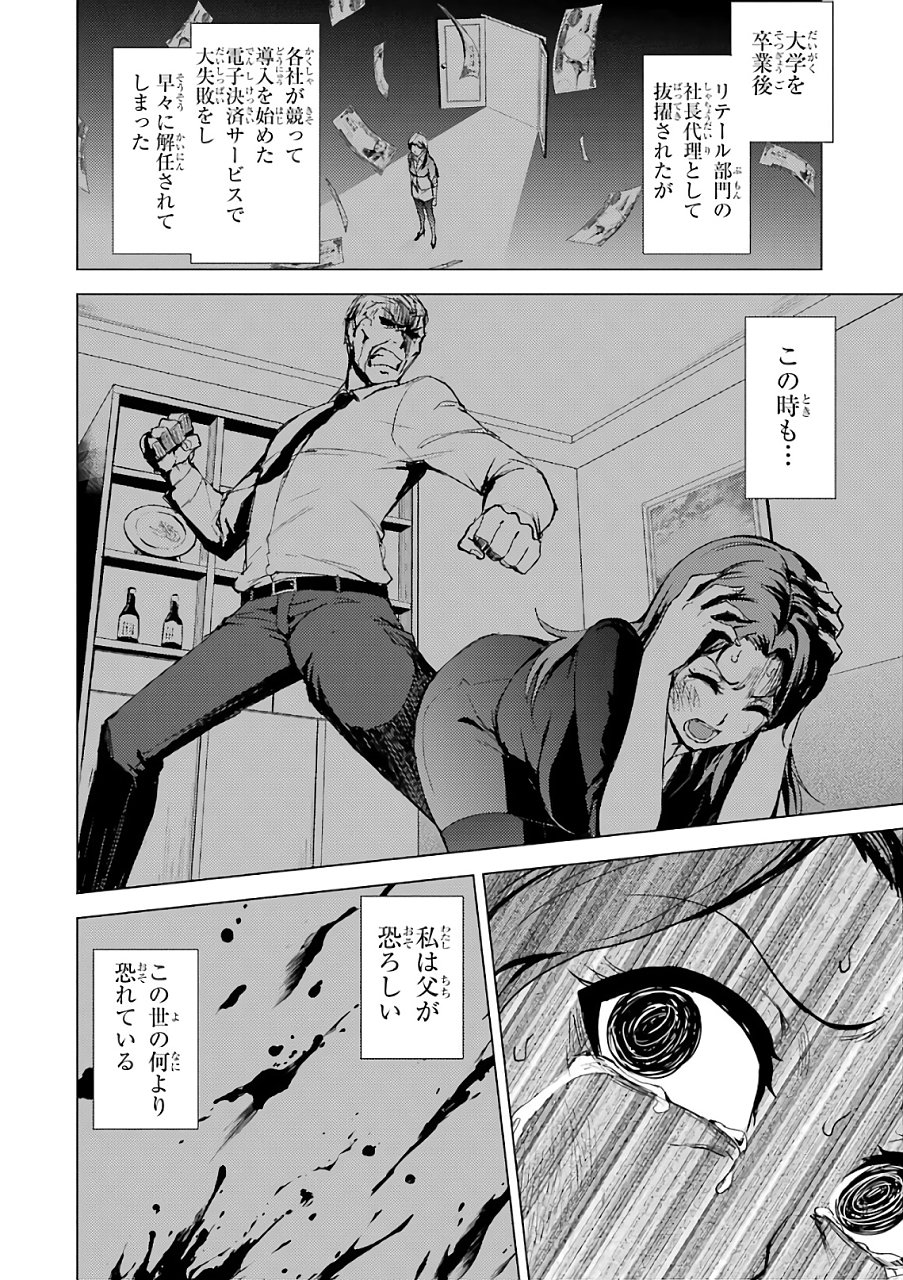 大学を
卒業後
リテール部門の
社長代理として
抜擢されたが
各社が競って
導入を始めた
電子決済サービスで
大失敗をし
早々に解任されて
しまった
この時も…
私は父が
恐ろしい
この世の何より
恐れている